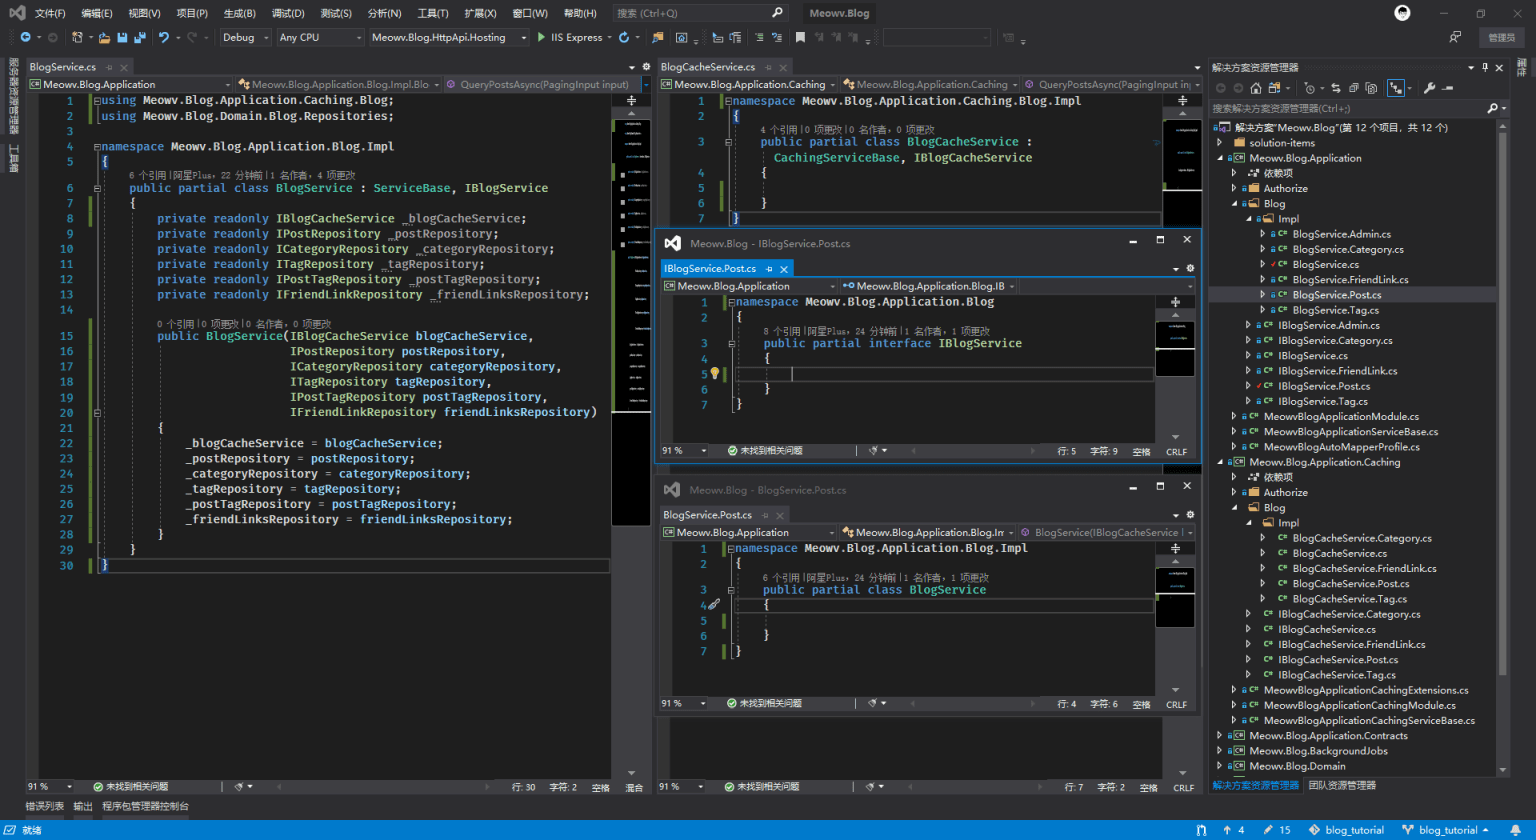 文件(F) 编辑(E) 视图(V) 项目(P) 生成(B) 调试(D) 测试(S) 分析(N) 工具(T) 扩展(X) 窗口(W) 帮助(H) 搜索 (Ctrl+Q) Meowv.Blog
Debug Any CPU Meowv.Blog.HttpApi.Hosting IIS Express 管理员
工具箱
BlogService.cs
Meowv.Blog.Application Meowv.Blog.Application.Blog.Impl.Blo QueryPostsAsync(PagingInput input)
1 using Meowv.Blog.Application.Caching.Blog;
2 using Meowv.Blog.Domain.Blog.Repositories;
3
4 namespace Meowv.Blog.Application.Blog.Impl
5 {
6 个引用|阿星Plus，22 分钟前|1 名作者，4 项更改
6 public partial class BlogService : ServiceBase, IBlogService
7 {
8 private readonly IBlogCacheService _blogCacheService;
9 private readonly IPostRepository _postRepository;
10 private readonly ICategoryRepository _categoryRepository;
11 private readonly ITagRepository _tagRepository;
12 private readonly IPostTagRepository _postTagRepository;
13 private readonly IFriendLinkRepository _friendLinksRepository;
14
0 个引用|0 项更改|0 名作者，0 项更改
15 public BlogService(IBlogCacheService blogCacheService,
16 IPostRepository postRepository,
17 ICategoryRepository categoryRepository,
18 ITagRepository tagRepository,
19 IPostTagRepository postTagRepository,
20 IFriendLinkRepository friendLinksRepository)
21 {
22 _blogCacheService = blogCacheService;
23 _postRepository = postRepository;
24 _categoryRepository = categoryRepository;
25 _tagRepository = tagRepository;
26 _postTagRepository = postTagRepository;
27 _friendLinksRepository = friendLinksRepository;
28 }
29 }
30 }
91 % 未找到相关问题 行: 30 字符: 2 空格 混合
BlogCacheService.cs
Meowv.Blog.Application.Caching Meowv.Blog.Application.Caching QueryPostsAsync(PagingInput in
1 namespace Meowv.Blog.Application.Caching.Blog.Impl
2 {
4 个引用|0 项更改|0 名作者，0 项更改
3 public partial class BlogCacheService :
CachingServiceBase, IBlogCacheService
4 {
5
6 }
7 }
Meowv.Blog - IBlogService.Post.cs
IBlogService.Post.cs
Meowv.Blog.Application Meowv.Blog.Application.Blog.IB
1 namespace Meowv.Blog.Application.Blog
2 {
8 个引用|阿星Plus，24 分钟前|1 名作者，1 项更改
3 public partial interface IBlogService
4 {
5
6 }
7 }
91 % 未找到相关问题 行: 5 字符: 9 空格 CRLF
Meowv.Blog - BlogService.Post.cs
BlogService.Post.cs
Meowv.Blog.Application Meowv.Blog.Application.Blog.Im BlogService(IBlogCacheService
1 namespace Meowv.Blog.Application.Blog.Impl
2 {
6 个引用|阿星Plus，24 分钟前|1 名作者，1 项更改
3 public partial class BlogService
4 {
5
6 }
7 }
91 % 未找到相关问题 行: 4 字符: 6 空格 CRLF
91 % 未找到相关问题 行: 7 字符: 2 空格 CRLF
解决方案资源管理器
搜索解决方案资源管理器(Ctrl+;)
解决方案"Meowv.Blog"(第 12 个项目，共 12 个)
solution-items
Meowv.Blog.Application
依赖项
Authorize
Blog
Impl
BlogService.Admin.cs
BlogService.Category.cs
BlogService.cs
BlogService.FriendLink.cs
BlogService.Post.cs
BlogService.Tag.cs
IBlogService.Admin.cs
IBlogService.Category.cs
IBlogService.cs
IBlogService.FriendLink.cs
IBlogService.Post.cs
IBlogService.Tag.cs
MeowvBlogApplicationModule.cs
MeowvBlogApplicationServiceBase.cs
MeowvBlogAutoMapperProfile.cs
Meowv.Blog.Application.Caching
依赖项
Authorize
Blog
Impl
BlogCacheService.Category.cs
BlogCacheService.cs
BlogCacheService.FriendLink.cs
BlogCacheService.Post.cs
BlogCacheService.Tag.cs
IBlogCacheService.Category.cs
IBlogCacheService.cs
IBlogCacheService.FriendLink.cs
IBlogCacheService.Post.cs
IBlogCacheService.Tag.cs
MeowvBlogApplicationCachingExtensions.cs
MeowvBlogApplicationCachingModule.cs
MeowvBlogApplicationCachingServiceBase.cs
Meowv.Blog.Application.Contracts
Meowv.Blog.BackgroundJobs
Meowv.Blog.Domain
解决方案资源管理器 团队资源管理器
属性
错误列表 输出 程序包管理器控制台
就绪 4 15 blog_tutorial blog_tutorial